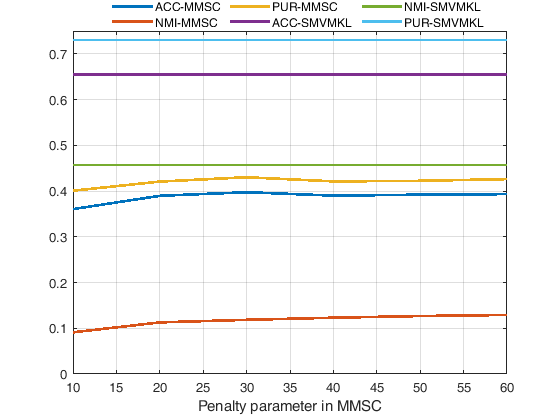 ACC-MMSC PUR-MMSC NMI-SMVMKL
NMI-MMSC ACC-SMVMKL PUR-SMVMKL
0.7
0.6
0.5
0.4
0.3
0.2
0.1
0
10 15 20 25 30 35 40 45 50 55 60
Penalty parameter in MMSC